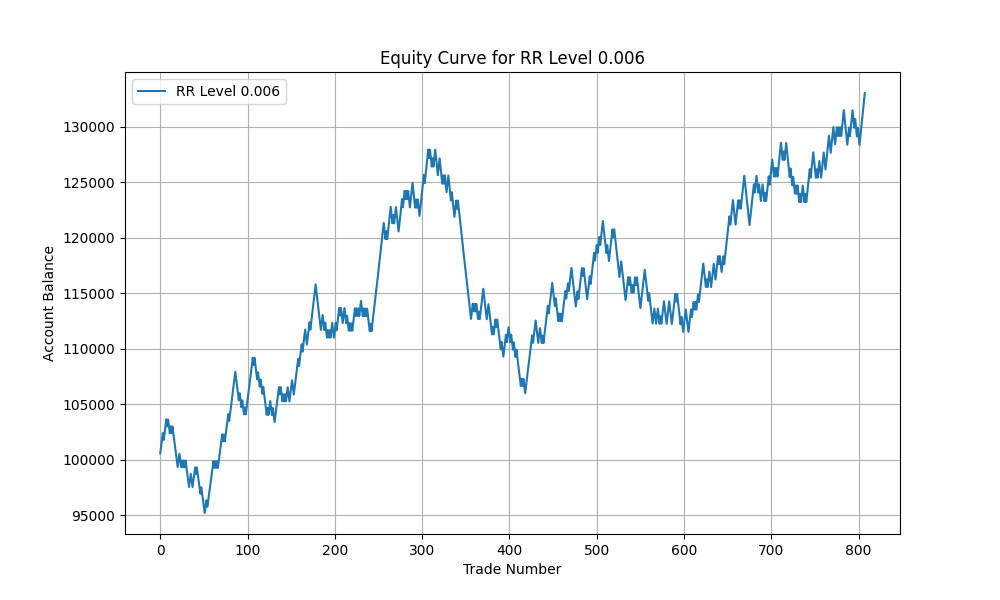 Equity Curve for RR Level 0.006
RR Level 0.006
Account Balance
130000
125000
120000
115000
110000
105000
100000
95000
0 100 200 300 400 500 600 700 800
Trade Number